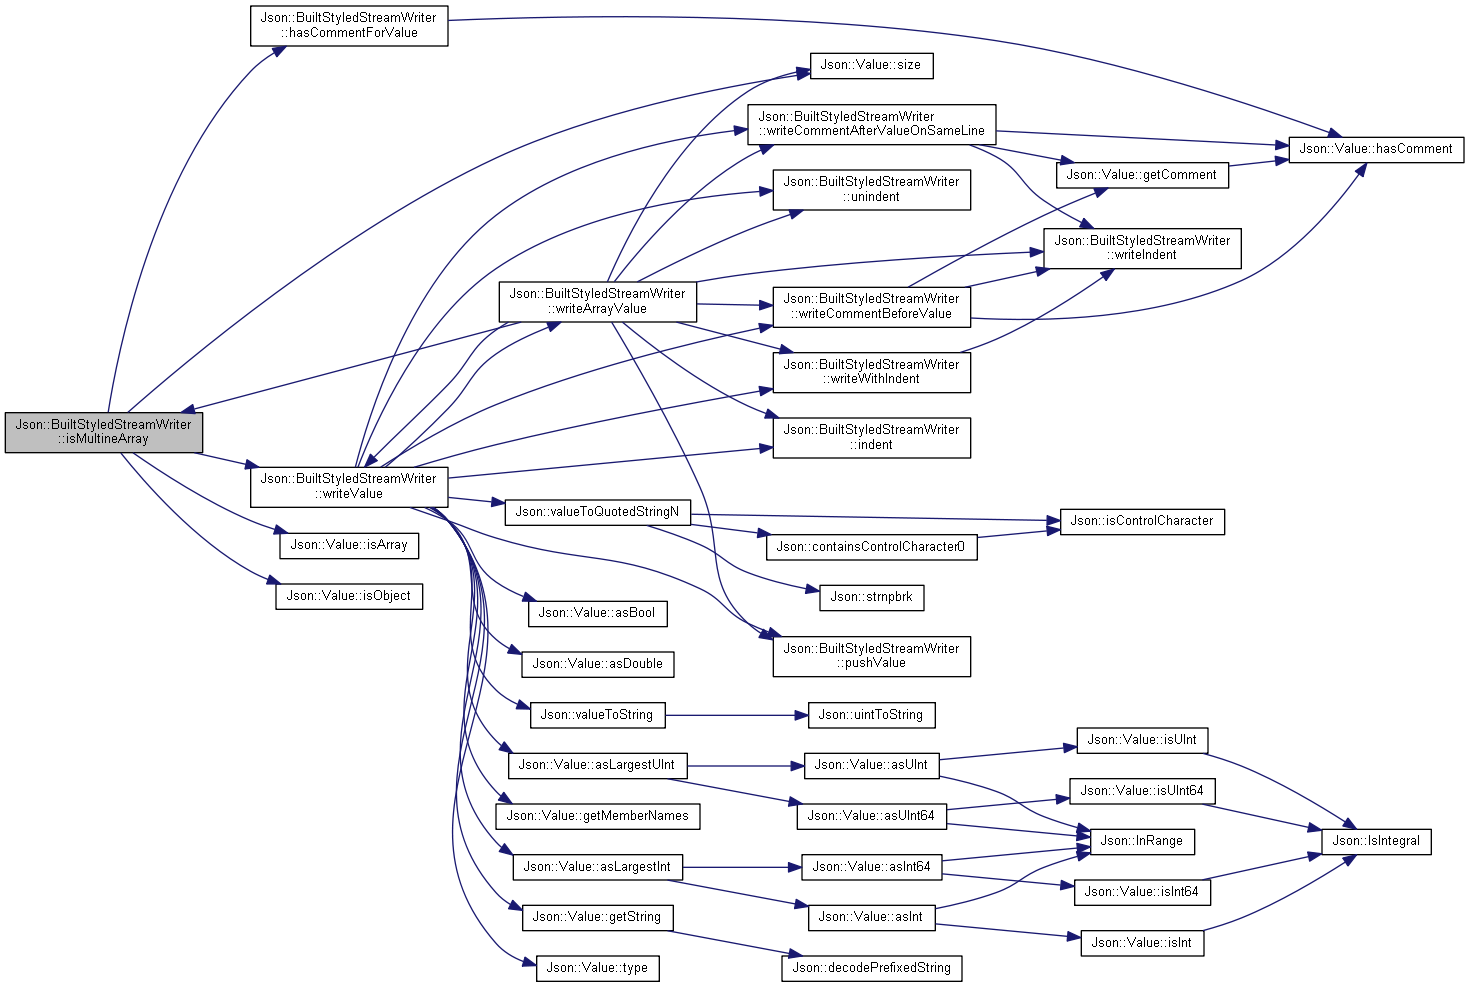 Json::BuiltStyledStreamWriter
::hasCommentForValue
Json::Value::size
Json::BuiltStyledStreamWriter
::writeCommentAfterValueOnSameLine
Json::Value::hasComment
Json::Value::getComment
Json::BuiltStyledStreamWriter
::unindent
Json::BuiltStyledStreamWriter
::writeIndent
Json::BuiltStyledStreamWriter
::writeArrayValue
Json::BuiltStyledStreamWriter
::writeCommentBeforeValue
Json::BuiltStyledStreamWriter
::writeWithIndent
Json::BuiltStyledStreamWriter
::isMultineArray
Json::BuiltStyledStreamWriter
::indent
Json::BuiltStyledStreamWriter
::writeValue
Json::valueToQuotedStringN
Json::isControlCharacter
Json::Value::isArray
Json::containsControlCharacter0
Json::Value::isObject
Json::strnpbrk
Json::Value::asBool
Json::BuiltStyledStreamWriter
::pushValue
Json::Value::asDouble
Json::valueToString
Json::uintToString
Json::Value::isUInt
Json::Value::asLargestUInt
Json::Value::asUInt
Json::Value::isUInt64
Json::Value::getMemberNames
Json::Value::asUInt64
Json::InRange
Json::IsIntegral
Json::Value::asLargestInt
Json::Value::asInt64
Json::Value::isInt64
Json::Value::getString
Json::Value::asInt
Json::Value::isInt
Json::Value::type
Json::decodePrefixedString